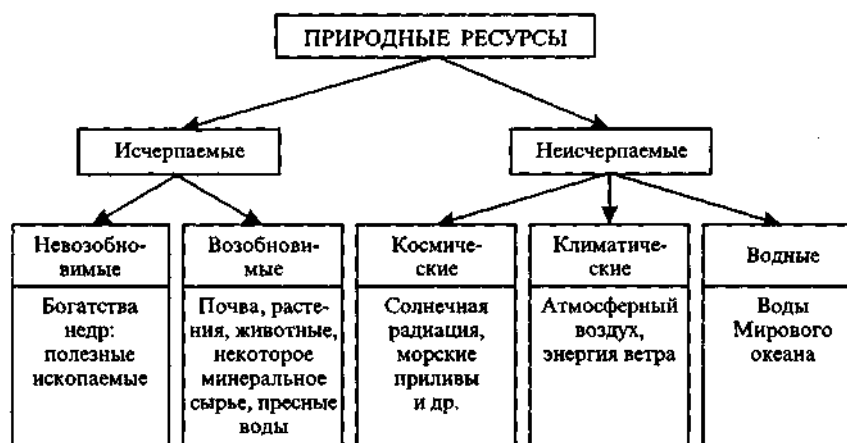 ПРИРОДНЫЕ РЕСУРСЫ
Исчерпаемые
Неисчерпаемые
Невозобно-
вимые
Богатства
недр:
полезные
ископаемые
Возобнови-
мые
Почва, расте-
ния, животные,
некоторое
минеральное
сырье, пресные
воды
Космиче-
ские
Солнечная
радиация,
морские
приливы
и др.
Климатиче-
ские
Атмосферный
воздух,
энергия ветра
Водные
Воды
Мирового
океана